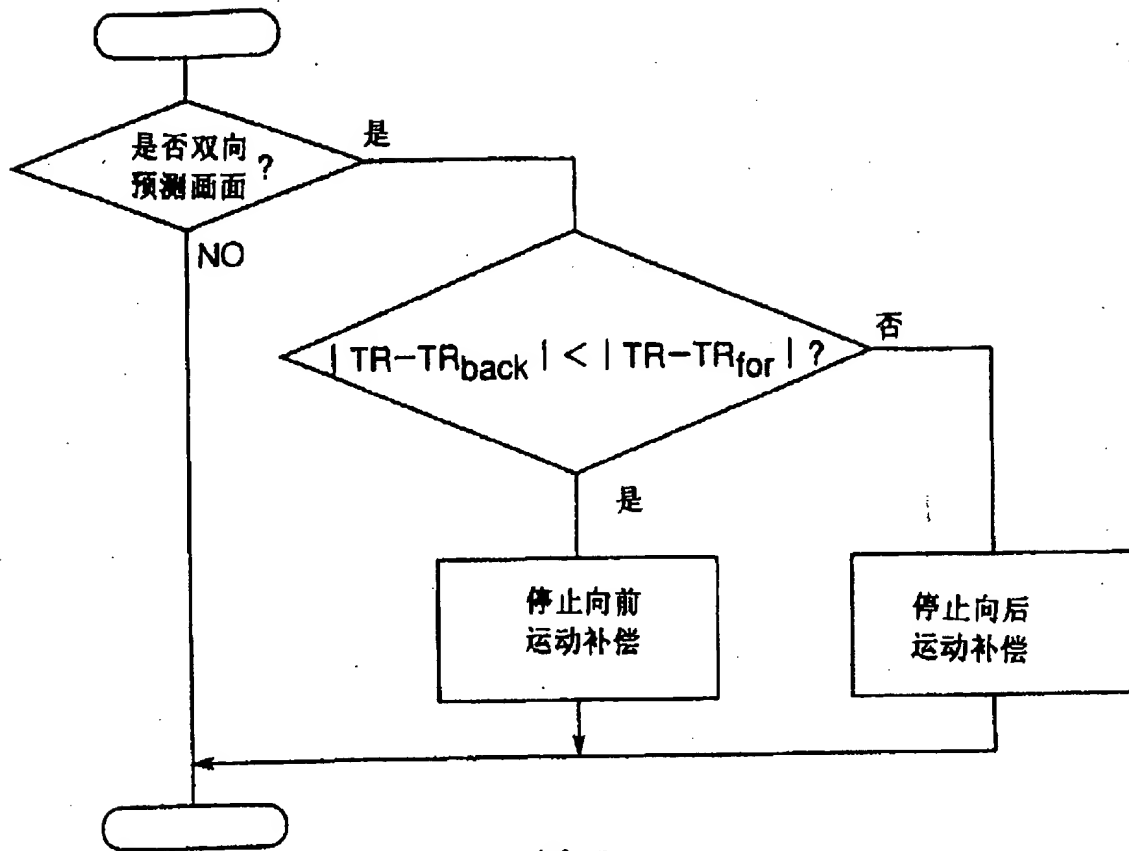 是否双向
预测画面?
是
NO
|TR-TRback|<|TR-TRfor|?
否
是
停止向前
运动补偿
停止向后
运动补偿